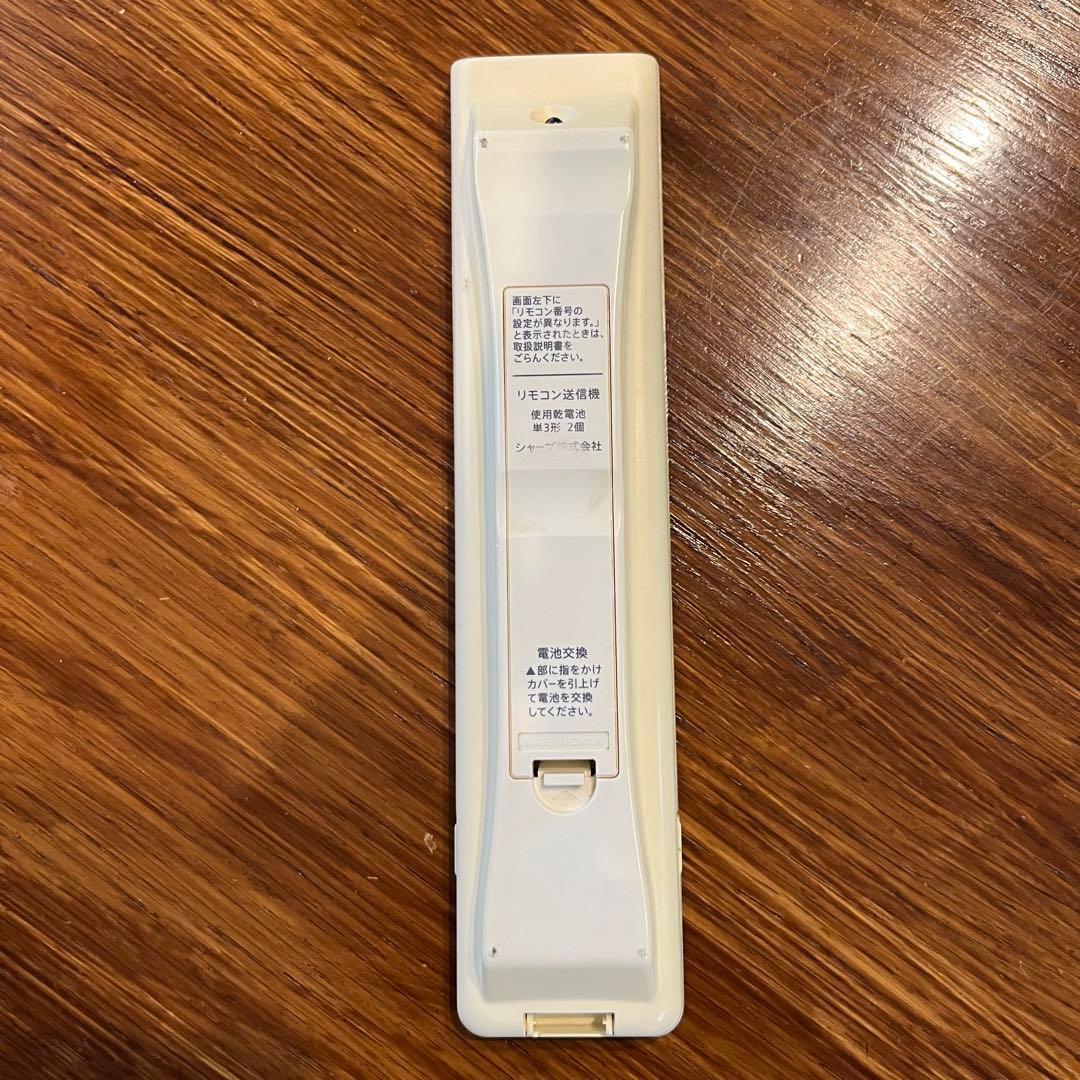 画面左下に
「リモコン番号の
設定が異なります。」
と表示されたときは、
取扱説明書を
ごらんください。
リモコン送信機
使用乾電池
単3形 2個
シャープ株式会社
電池交換
▲部に指をかけ
カバーを引上げ
て電池を交換
してください。
MADE IN CHINA